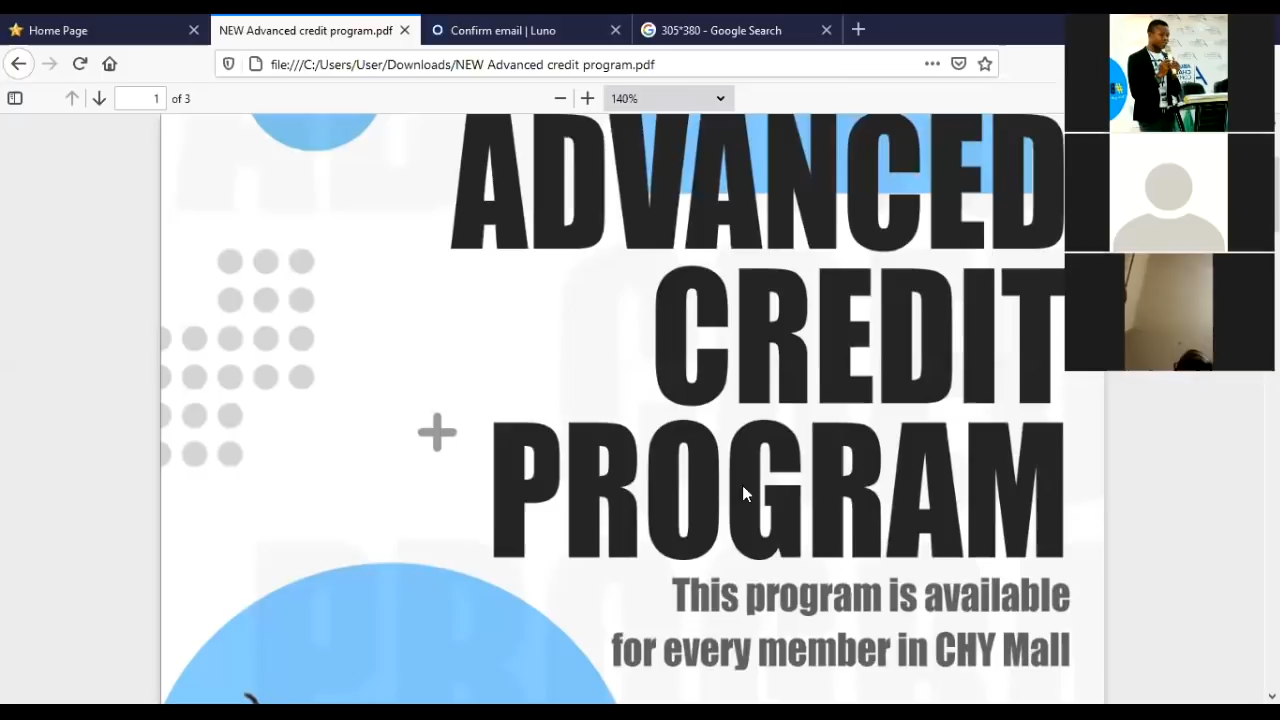 Home Page
NEW Advanced credit program.pdf
Confirm email | Luno
305*380 - Google Search
file:///C:/Users/User/Downloads/NEW Advanced credit program.pdf
1 of 3
140%
ADVANCED
CREDIT
PROGRAM
This program is available
for every member in CHY Mall